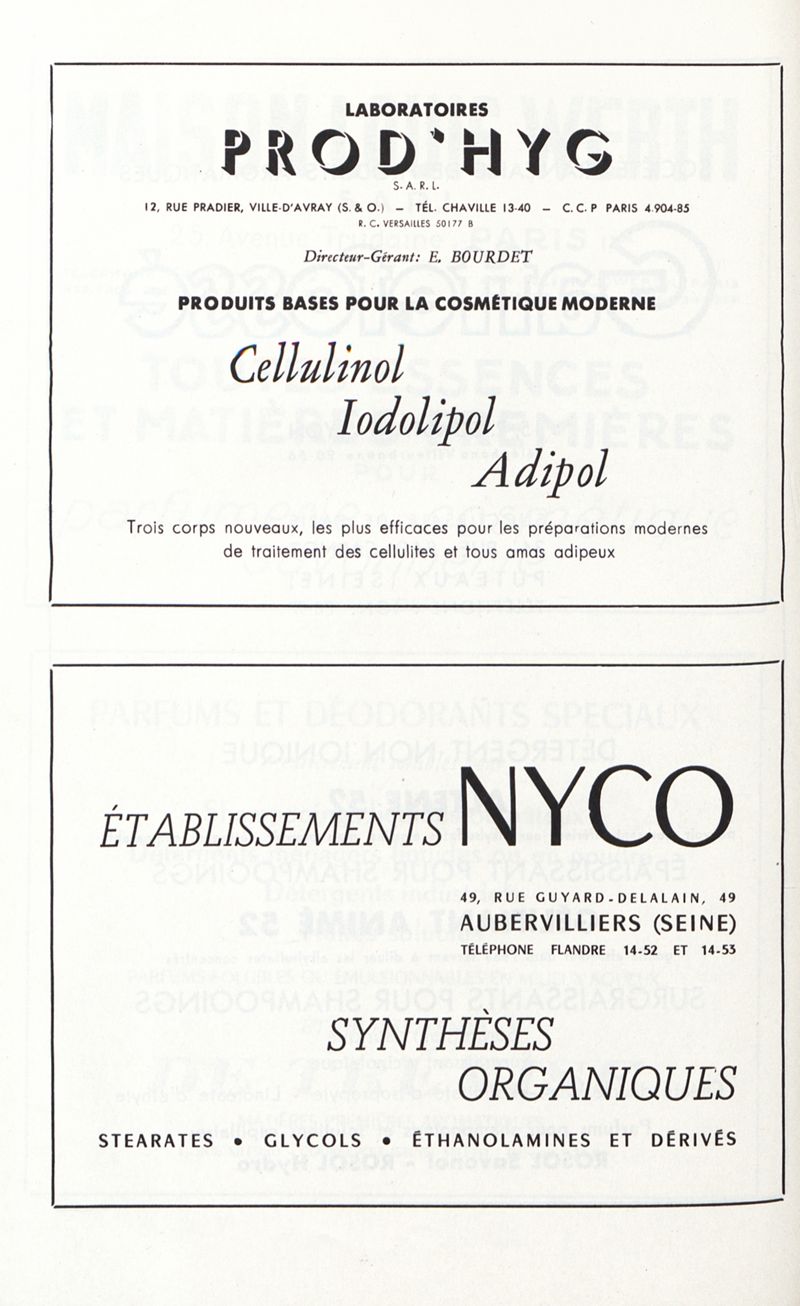 LABORATOIRES
PROD'HYG
S. A. R. L.
12, RUE PRADIER, VILLE-D'AVRAY (S. & O.) — TÉL. CHAVILLE 13-40 — C. C. P PARIS 4.904-85
R. C. VERSAILLES 50177 B
Directeur-Gérant: E. BOURDET
PRODUITS BASES POUR LA COSMÉTIQUE MODERNE
Cellulinol
Iodolipol
Adipol
Trois corps nouveaux, les plus efficaces pour les préparations modernes
de traitement des cellulites et tous amas adipeux
ÉTABLISSEMENTS NYCO
49, RUE GUYARD-DELALAIN, 49
AUBERVILLIERS (SEINE)
TÉLÉPHONE FLANDRE 14-52 ET 14-53
SYNTHÈSES
ORGANIQUES
STEARATES • GLYCOLS • ÉTHANOLAMINES ET DÉRIVÉS